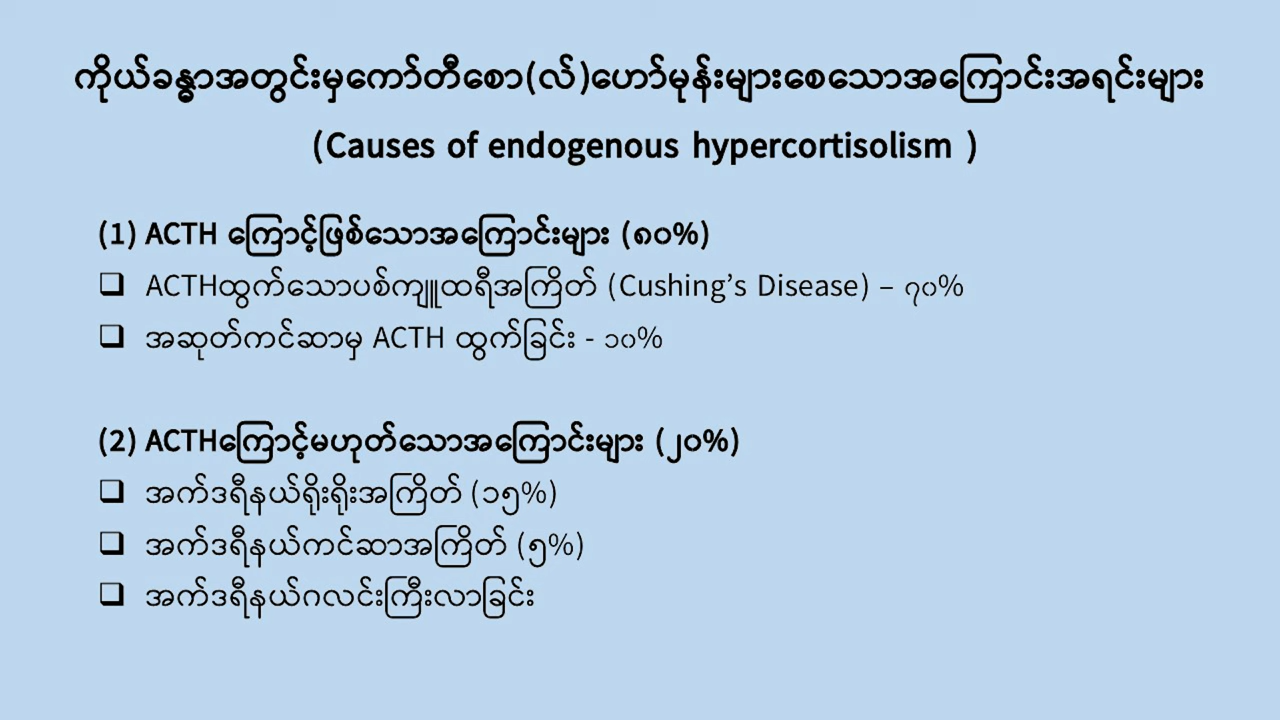 ကိုယ်ခန္ဓာအတွင်းမှကော်တီစော(လ်)ဟော်မုန်းများစေသောအကြောင်းအရင်းများ
(Causes of endogenous hypercortisolism )
(1) ACTH ကြောင့်ဖြစ်သောအကြောင်းများ (၈၀%)
❑ ACTHထွက်သောပစ်ကျူထရီအကြိတ် (Cushing’s Disease) – ၇၀%
❑ အဆုတ်ကင်ဆာမှ ACTH ထွက်ခြင်း - ၁၀%
(2) ACTHကြောင့်မဟုတ်သောအကြောင်းများ (၂၀%)
❑ အက်ဒရီနယ်ရိုးရိုးအကြိတ် (၁၅%)
❑ အက်ဒရီနယ်ကင်ဆာအကြိတ် (၅%)
❑ အက်ဒရီနယ်ဂလင်းကြီးလာခြင်း